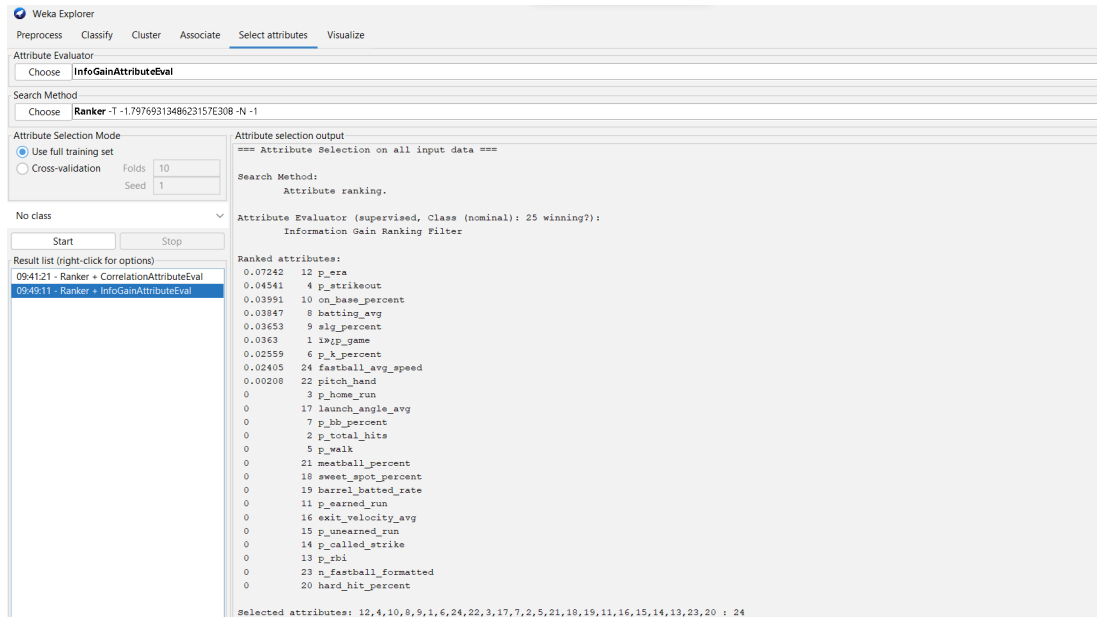 Weka Explorer
Preprocess Classify Cluster Associate Select attributes Visualize
Attribute Evaluator
Choose InfoGainAttributeEval
Search Method
Choose Ranker -T -1.7976931348623157E308 -N -1
Attribute Selection Mode
Use full training set
Cross-validation Folds 10
Seed 1
No class
Start Stop
Result list (right-click for options)
09:41:21 - Ranker + CorrelationAttributeEval
09:49:11 - Ranker + InfoGainAttributeEval
Attribute selection output
=== Attribute Selection on all input data ===
Search Method:
Attribute ranking.
Attribute Evaluator (supervised, Class (nominal): 25 winning?):
Information Gain Ranking Filter
Ranked attributes:
0.07242 12 p_era
0.04541 4 p_strikeout
0.03991 10 on_base_percent
0.03847 8 batting_avg
0.03653 9 slg_percent
0.0363 1 ï»¿p_game
0.02559 6 p_k_percent
0.02405 24 fastball_avg_speed
0.00208 22 pitch_hand
0 3 p_home_run
0 17 launch_angle_avg
0 7 p_bb_percent
0 2 p_total_hits
0 5 p_walk
0 21 meatball_percent
0 18 sweet_spot_percent
0 19 barrel_batted_rate
0 11 p_earned_run
0 16 exit_velocity_avg
0 15 p_unearned_run
0 14 p_called_strike
0 13 p_rbi
0 23 n_fastball_formatted
0 20 hard_hit_percent
Selected attributes: 12,4,10,8,9,1,6,24,22,3,17,7,2,5,21,18,19,11,16,15,14,13,23,20 : 24